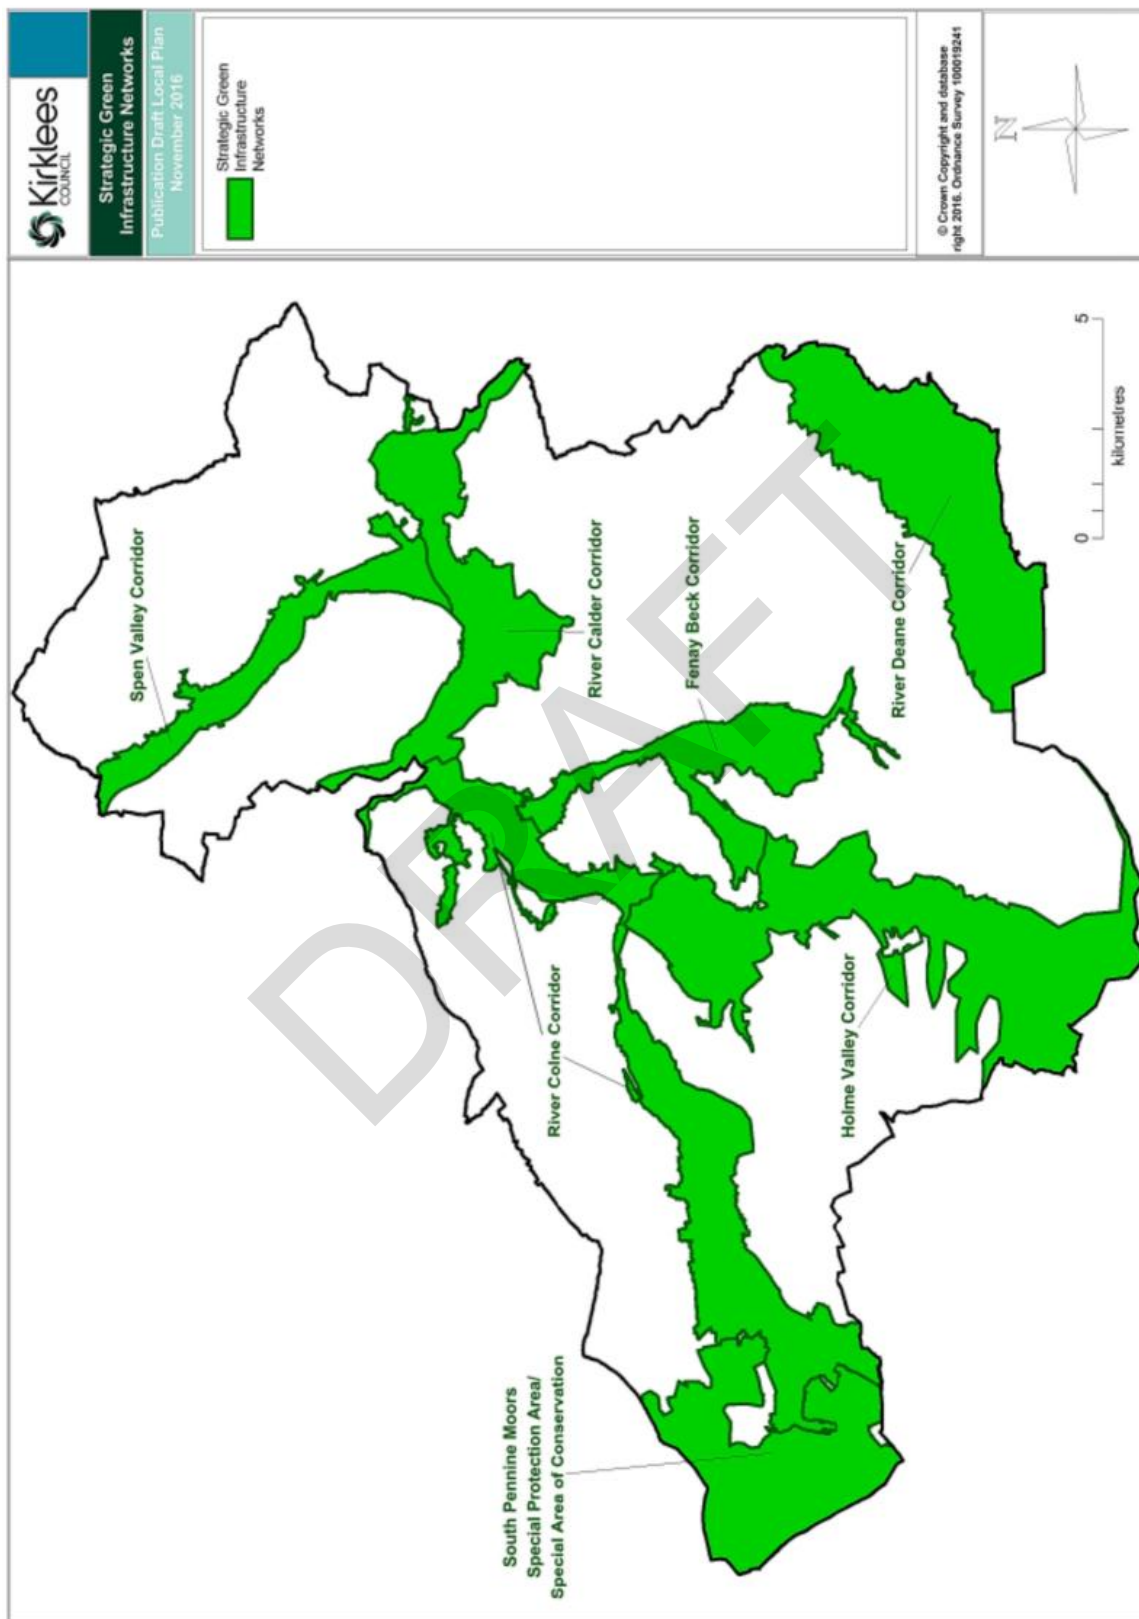 Kirklees
COUNCIL
Strategic Green
Infrastructure Networks
Publication Draft Local Plan
November 2016
Strategic Green
Infrastructure
Networks
© Crown Copyright and database
right 2016. Ordnance Survey 100019241
N
Spen Valley Corridor
River Calder Corridor
Fenay Beck Corridor
River Deane Corridor
River Colne Corridor
Holme Valley Corridor
South Pennine Moors
Special Protection Area/
Special Area of Conservation
0 5
kilometres
DRAFT